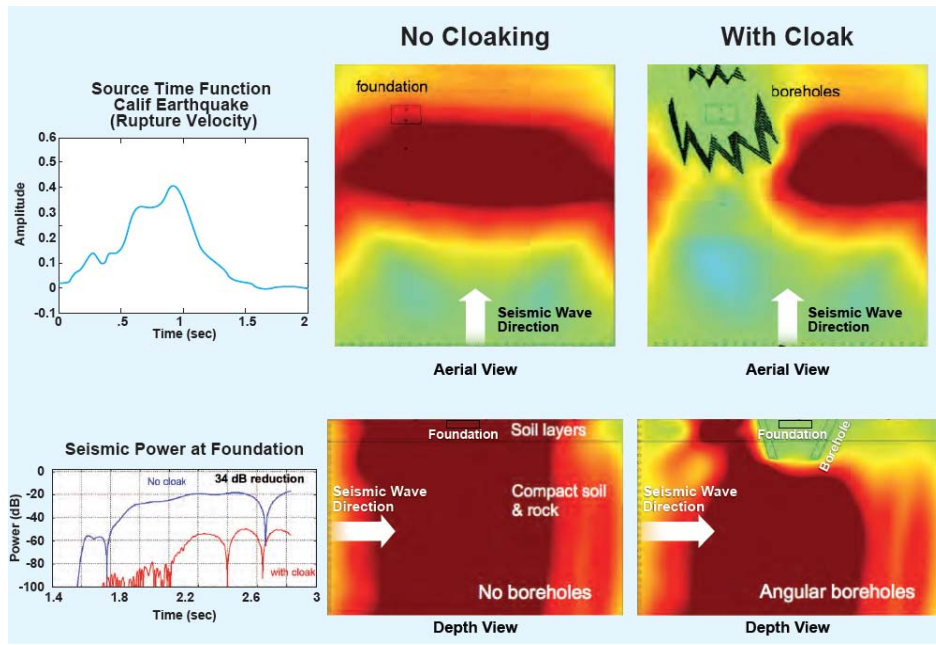 No Cloaking
With Cloak
Source Time Function
Calif Earthquake
(Rupture Velocity)
0.6
0.5
0.4
0.3
0.2
0.1
0
-0.1
Amplitude
0
.5
1
1.5
2
Time (sec)
foundation
Seismic Wave
Direction
Aerial View
boreholes
Seismic Wave
Direction
Aerial View
Seismic Power at Foundation
0
-20
-40
-60
-80
-100
Power (dB)
No cloak
34 dB reduction
with cloak
1.4
1.8
2.2
2.6
3
Time (sec)
Foundation
Soil layers
Seismic Wave
Direction
Compact soil
& rock
No boreholes
Depth View
Foundation
Borehole
Seismic Wave
Direction
Angular boreholes
Depth View